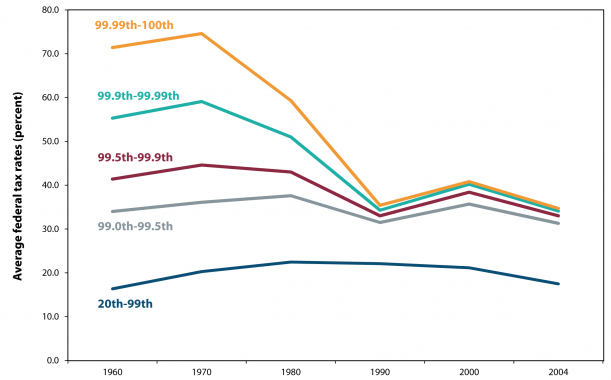 80.0
99.99th-100th
70.0
60.0
99.9th-99.99th
50.0
99.5th-99.9th
40.0
99.0th-99.5th
30.0
20.0
20th-99th
10.0
0.0
Average federal tax rates (percent)
1960 1970 1980 1990 2000 2004